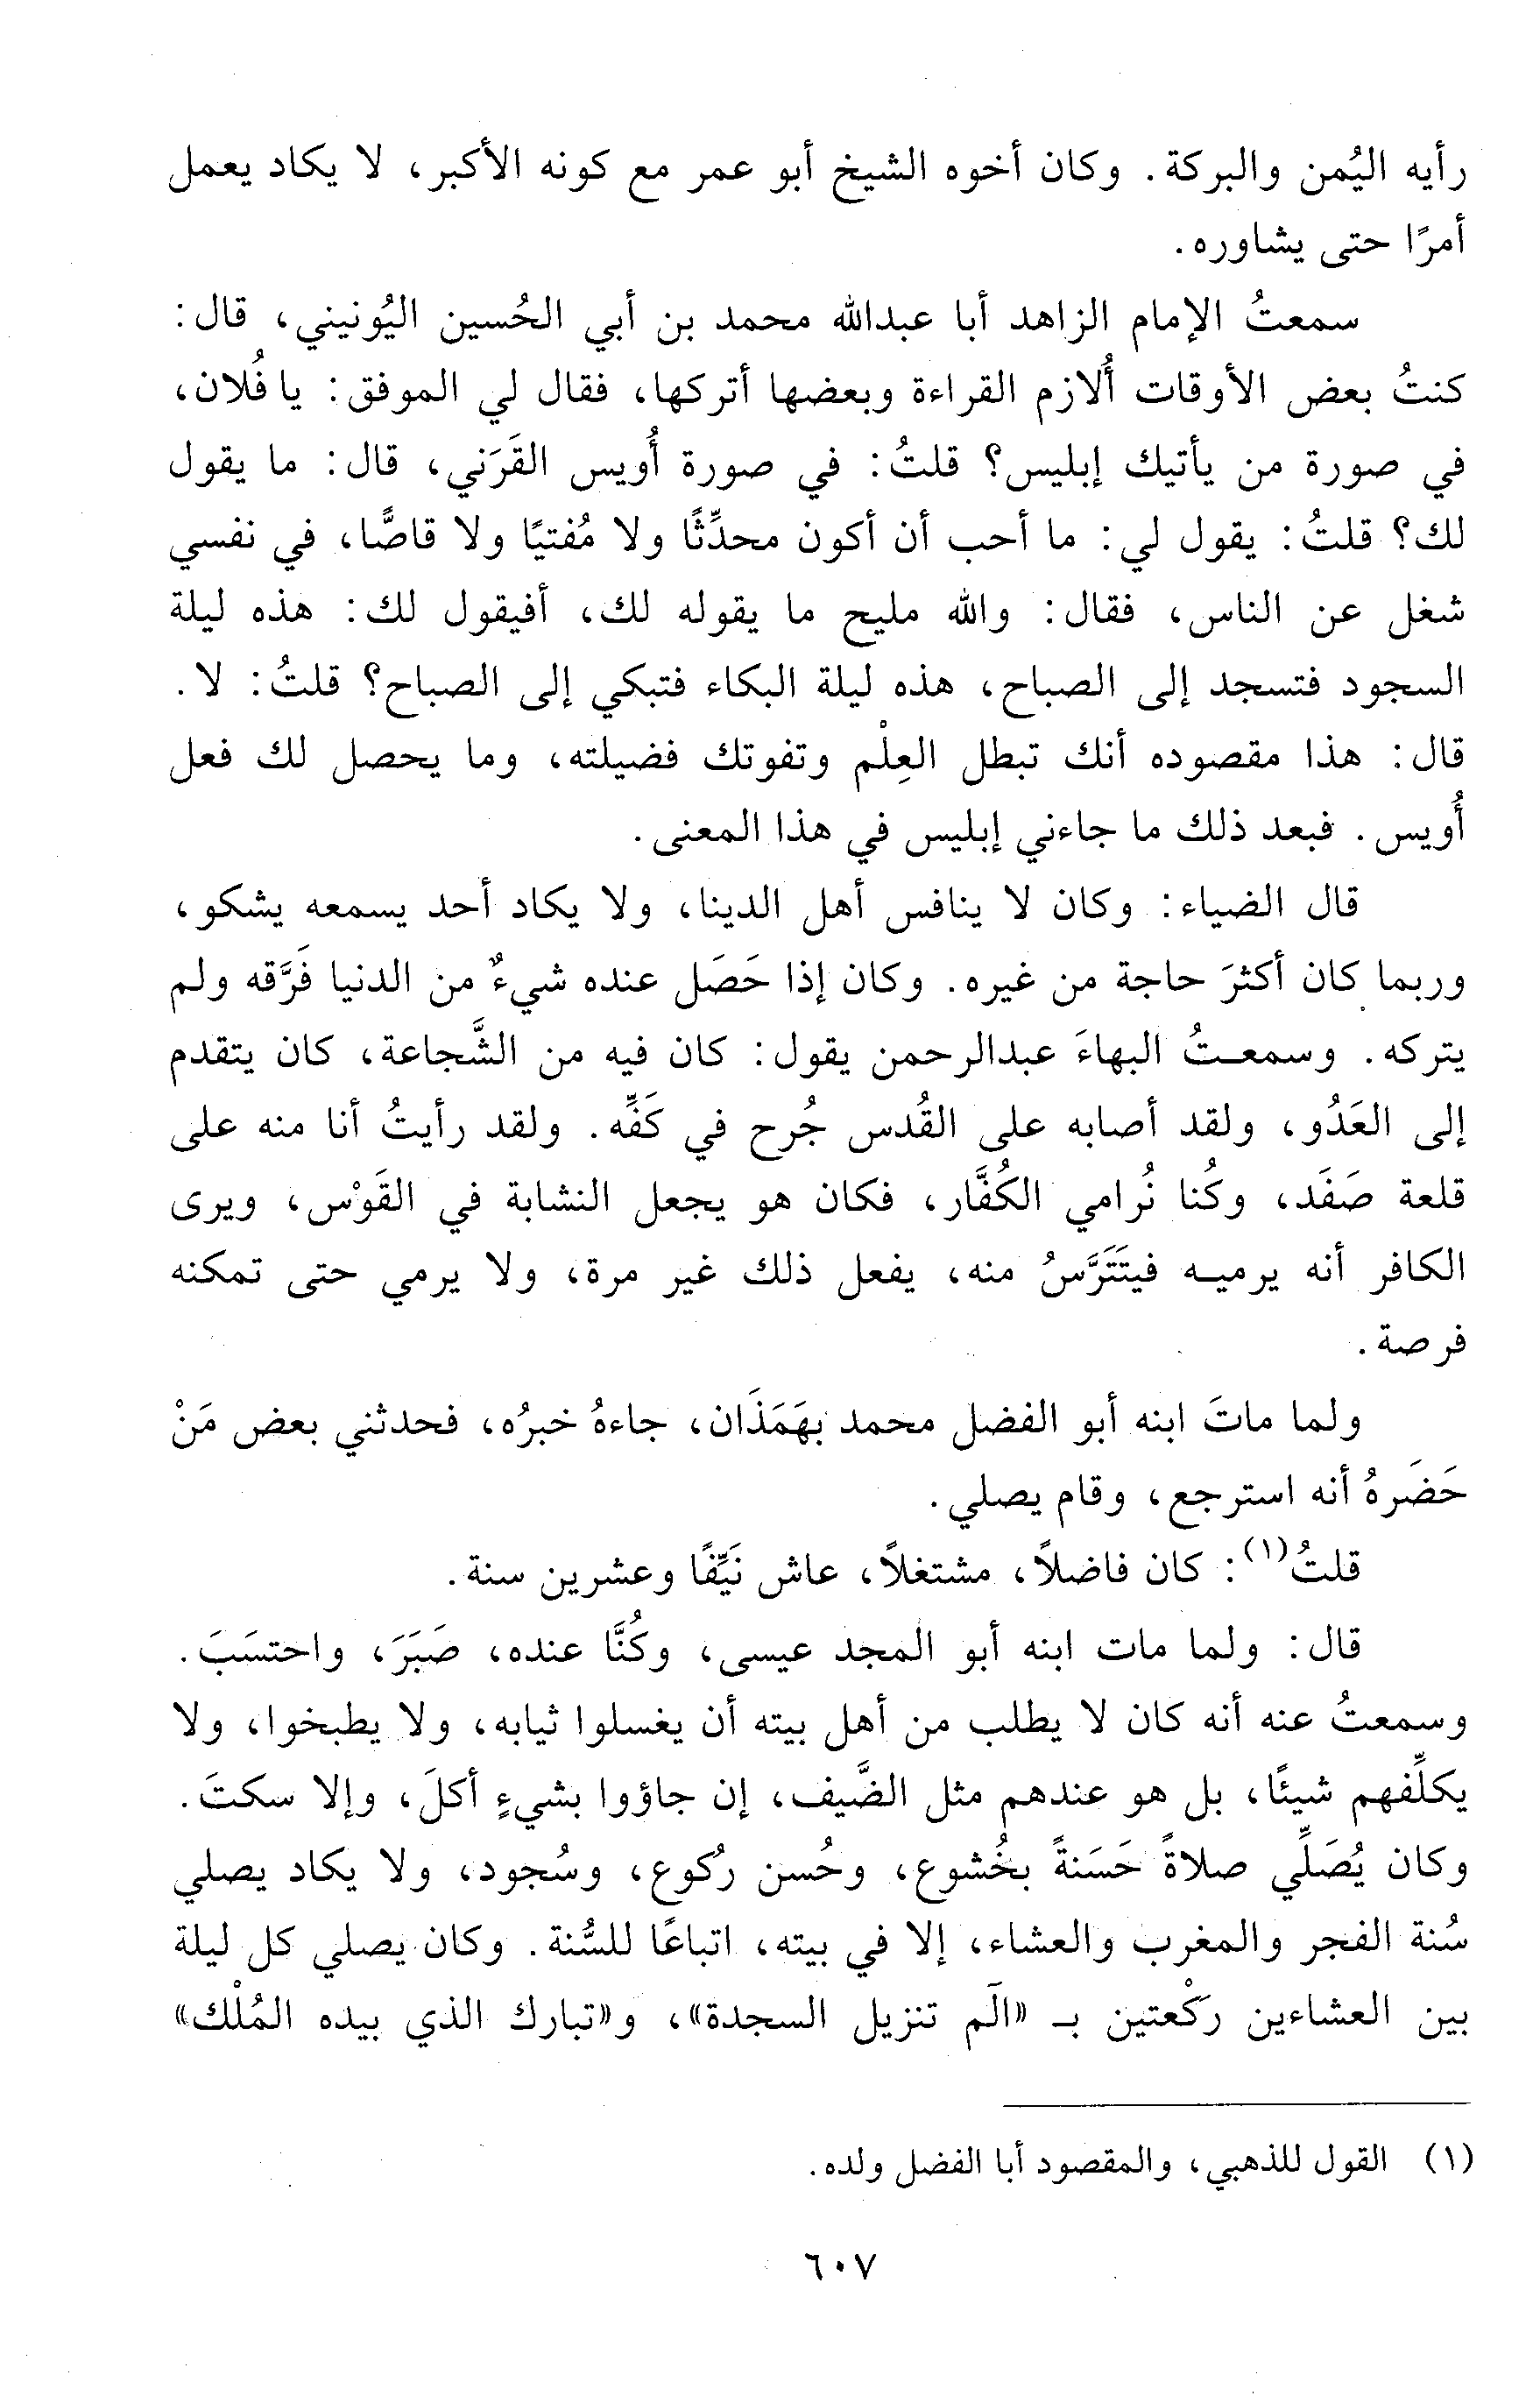 رأيه اليُمن والبركة. وكان أخوه الشيخ أبو عمر مع كونه الأكبر، لا يكاد يعمل
أمرًا حتى يشاوره.
سمعتُ الإمام الزاهد أبا عبدالله محمد بن أبي الحُسين اليُونيني، قال:
كنتُ بعض الأوقات أُلازم القراءة وبعضها أتركها، فقال لي الموفق: يا فُلان،
في صورة من يأتيك إبليس؟ قلتُ: في صورة أُويس القَرَني، قال: ما يقول
لك؟ قلتُ: يقول لي: ما أحب أن أكون محدِّثًا ولا مُفتيًا ولا قاصًّا، في نفسي
شغل عن الناس، فقال: والله مليح ما يقوله لك، أفيقول لك: هذه ليلة
السجود فتسجد إلى الصباح، هذه ليلة البكاء فتبكي إلى الصباح؟ قلتُ: لا.
قال: هذا مقصوده أنك تبطل العِلْم وتفوتك فضيلته، وما يحصل لك فعل
أُويس. فبعد ذلك ما جاءني إبليس في هذا المعنى.
قال الضياء: وكان لا ينافس أهل الدينا، ولا يكاد أحد يسمعه يشكو،
وربما كان أكثرَ حاجة من غيره. وكان إذا حَصَل عنده شيءٌ من الدنيا فَرَّقه ولم
يتركه. وسمعـتُ البهاءَ عبدالرحمن يقول: كان فيه من الشَّجاعة، كان يتقدم
إلى العَدُو، ولقد أصابه على القُدس جُرح في كَفِّه. ولقد رأيتُ أنا منه على
قلعة صَفَد، وكُنا نُرامي الكُفَّار، فكان هو يجعل النشابة في القَوْس، ويرى
الكافر أنه يرميـه فيتَتَرَّسُ منه، يفعل ذلك غير مرة، ولا يرمي حتى تمكنه
فرصة.
ولما ماتَ ابنه أبو الفضل محمد بهَمَذَان، جاءهُ خبرُه، فحدثني بعض مَنْ
حَضَرهُ أنه استرجع، وقام يصلي.
قلتُ(١): كان فاضلاً، مشتغلاً، عاش نَيِّفًا وعشرين سنة.
قال: ولما مات ابنه أبو المجد عيسى، وكُنَّا عنده، صَبَرَ، واحتسَبَ.
وسمعتُ عنه أنه كان لا يطلب من أهل بيته أن يغسلوا ثيابه، ولا يطبخوا، ولا
يكلِّفهم شيئًا، بل هو عندهم مثل الضَّيف، إن جاؤوا بشيءٍ أكلَ، وإلا سكتَ.
وكان يُصَلِّي صلاةً حَسَنةً بخُشوع، وحُسن رُكوع، وسُجود، ولا يكاد يصلي
سُنة الفجر والمغرب والعشاء، إلا في بيته، اتباعًا للسُّنة. وكان يصلي كل ليلة
بين العشاءين رَكْعتين بـ «الَم تنزيل السجدة»، و«تبارك الذي بيده المُلْك»
(١) القول للذهبي، والمقصود أبا الفضل ولده.
٦٠٧